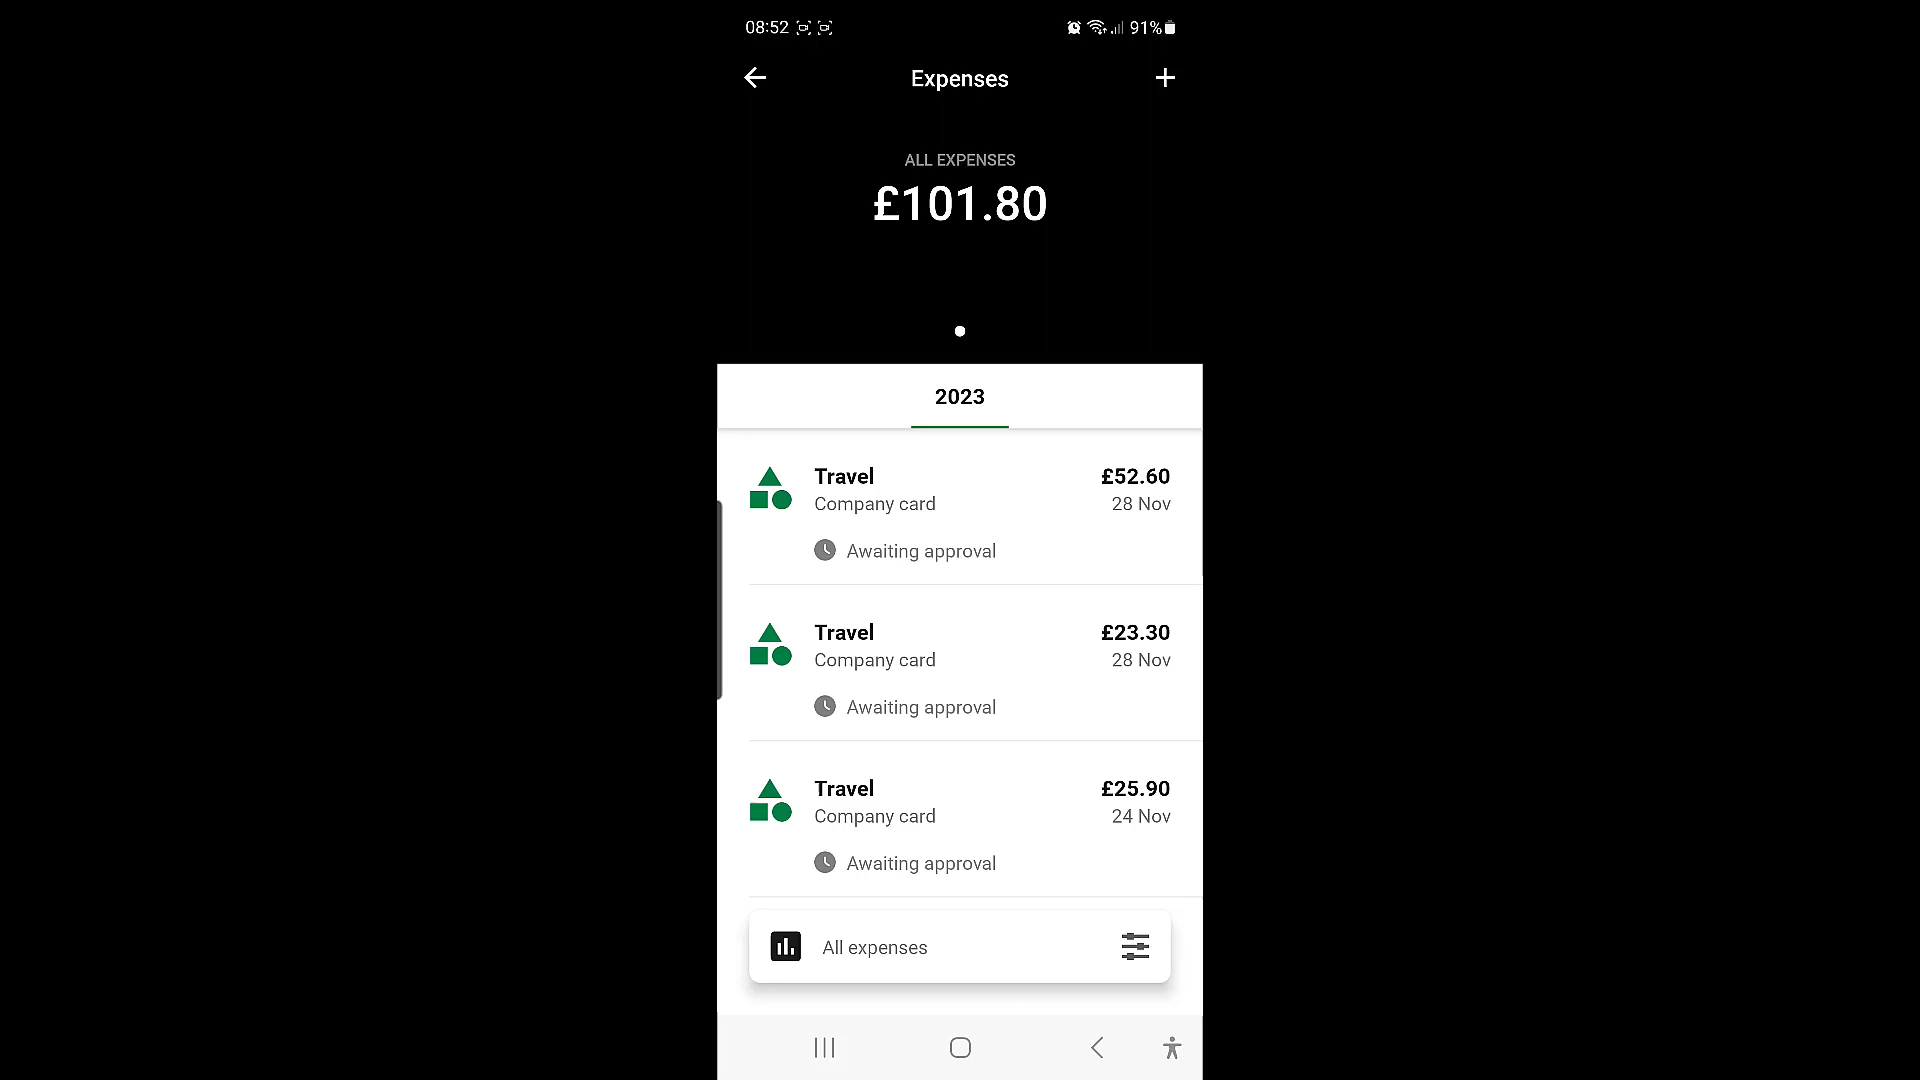 08:52 91%
Expenses
ALL EXPENSES
£101.80
2023
Travel £52.60
Company card 28 Nov
Awaiting approval
Travel £23.30
Company card 28 Nov
Awaiting approval
Travel £25.90
Company card 24 Nov
Awaiting approval
All expenses